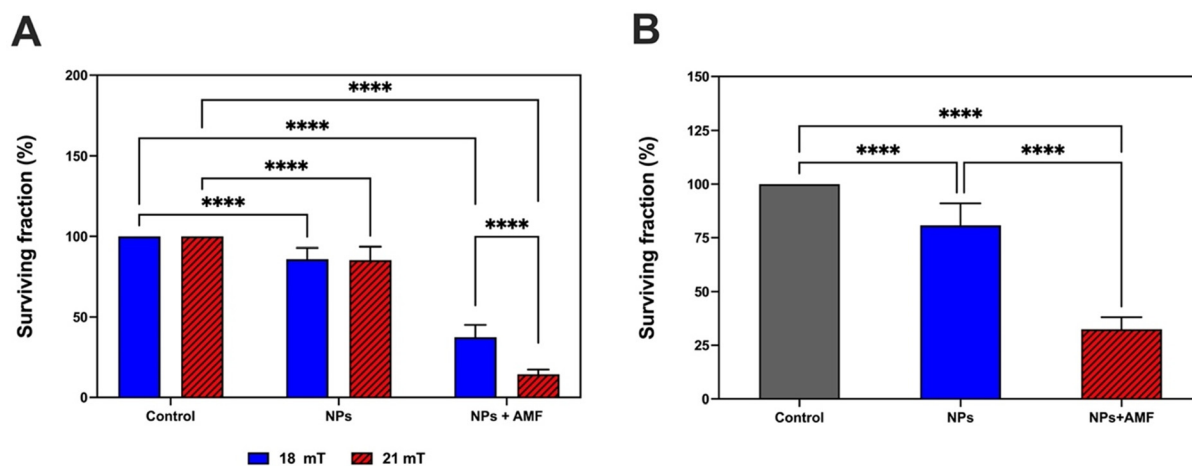 A
Surviving fraction (%)
200
150
100
50
0
****
****
****
****
****
Control
NPs
NPs + AMF
18 mT
21 mT
B
Surviving fraction (%)
150
125
100
75
50
25
0
****
****
****
Control
NPs
NPs+AMF